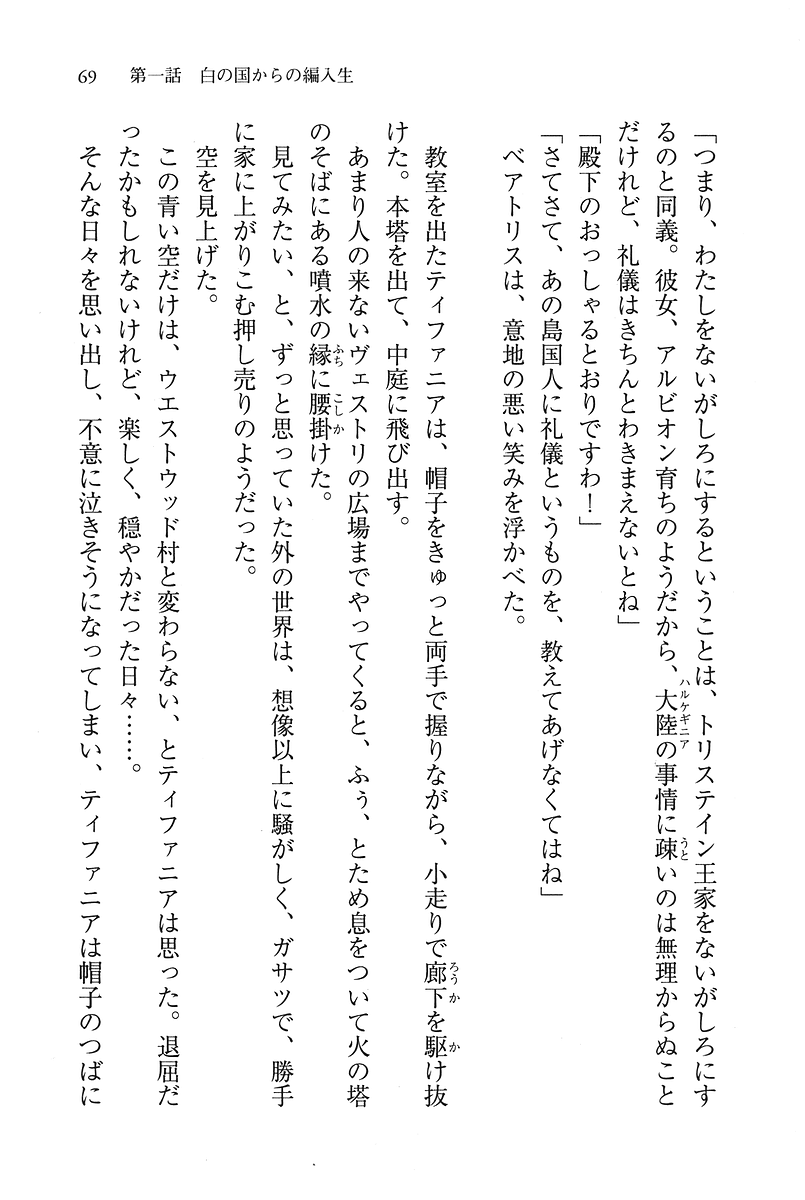 69　第一話　白の国からの編入生
「つまり、わたしをないがしろにするということは、トリステイン王家をないがしろにす
るのと同義。彼女、アルビオン育ちのようだから、大陸の事情に疎いのは無理からぬこと
ハルケギニア
うと
だけれど、礼儀はきちんとわきまえないとね」
「殿下のおっしゃるとおりですわ！」
「さてさて、あの島国人に礼儀というものを、教えてあげなくてはね」
ベアトリスは、意地の悪い笑みを浮かべた。
教室を出たティファニアは、帽子をきゅっと両手で握りながら、小走りで廊下を駆け抜
ろうか
か
けた。本塔を出て、中庭に飛び出す。
あまり人の来ないヴェストリの広場までやってくると、ふぅ、とため息をついて火の塔
のそばにある噴水の縁に腰掛けた。
ふち
こしか
見てみたい、と、ずっと思っていた外の世界は、想像以上に騒がしく、ガサツで、勝手
に家に上がりこむ押し売りのようだった。
空を見上げた。
この青い空だけは、ウエストウッド村と変わらない、とティファニアは思った。退屈だ
ったかもしれないけれど、楽しく、穏やかだった日々……。
そんな日々を思い出し、不意に泣きそうになってしまい、ティファニアは帽子のつばに